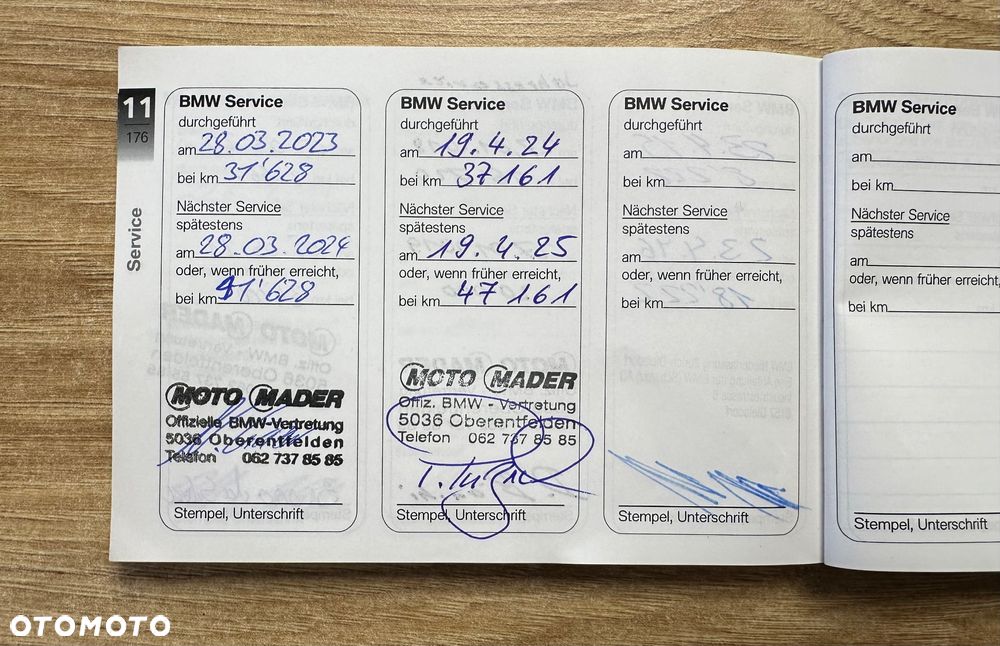 11
176
Service
BMW Service
durchgeführt
am 28.03.2023
bei km 31'628
Nächster Service
spätestens
am 28.03.2024
oder, wenn früher erreicht,
bei km 41'628
MOTO MADER
Offizielle BMW-Vertretung
5036 Oberentfelden
Telefon 062 737 85 85
Stempel, Unterschrift
BMW Service
durchgeführt
am 19.4.24
bei km 37161
Nächster Service
spätestens
am 19.4.25
oder, wenn früher erreicht,
bei km 47161
MOTO MADER
Offiz. BMW - Vertretung
5036 Oberentfelden
Telefon 062 737 85 85
Stempel, Unterschrift
BMW Service
durchgeführt
am
bei km
Nächster Service
spätestens
am
oder, wenn früher erreicht,
bei km
Stempel, Unterschrift
BMW Service
durchgeführt
am
bei km
Nächster Service
spätestens
am
oder, wenn früher erreicht,
bei km
Stempel, Unterschrift
OTOMOTO